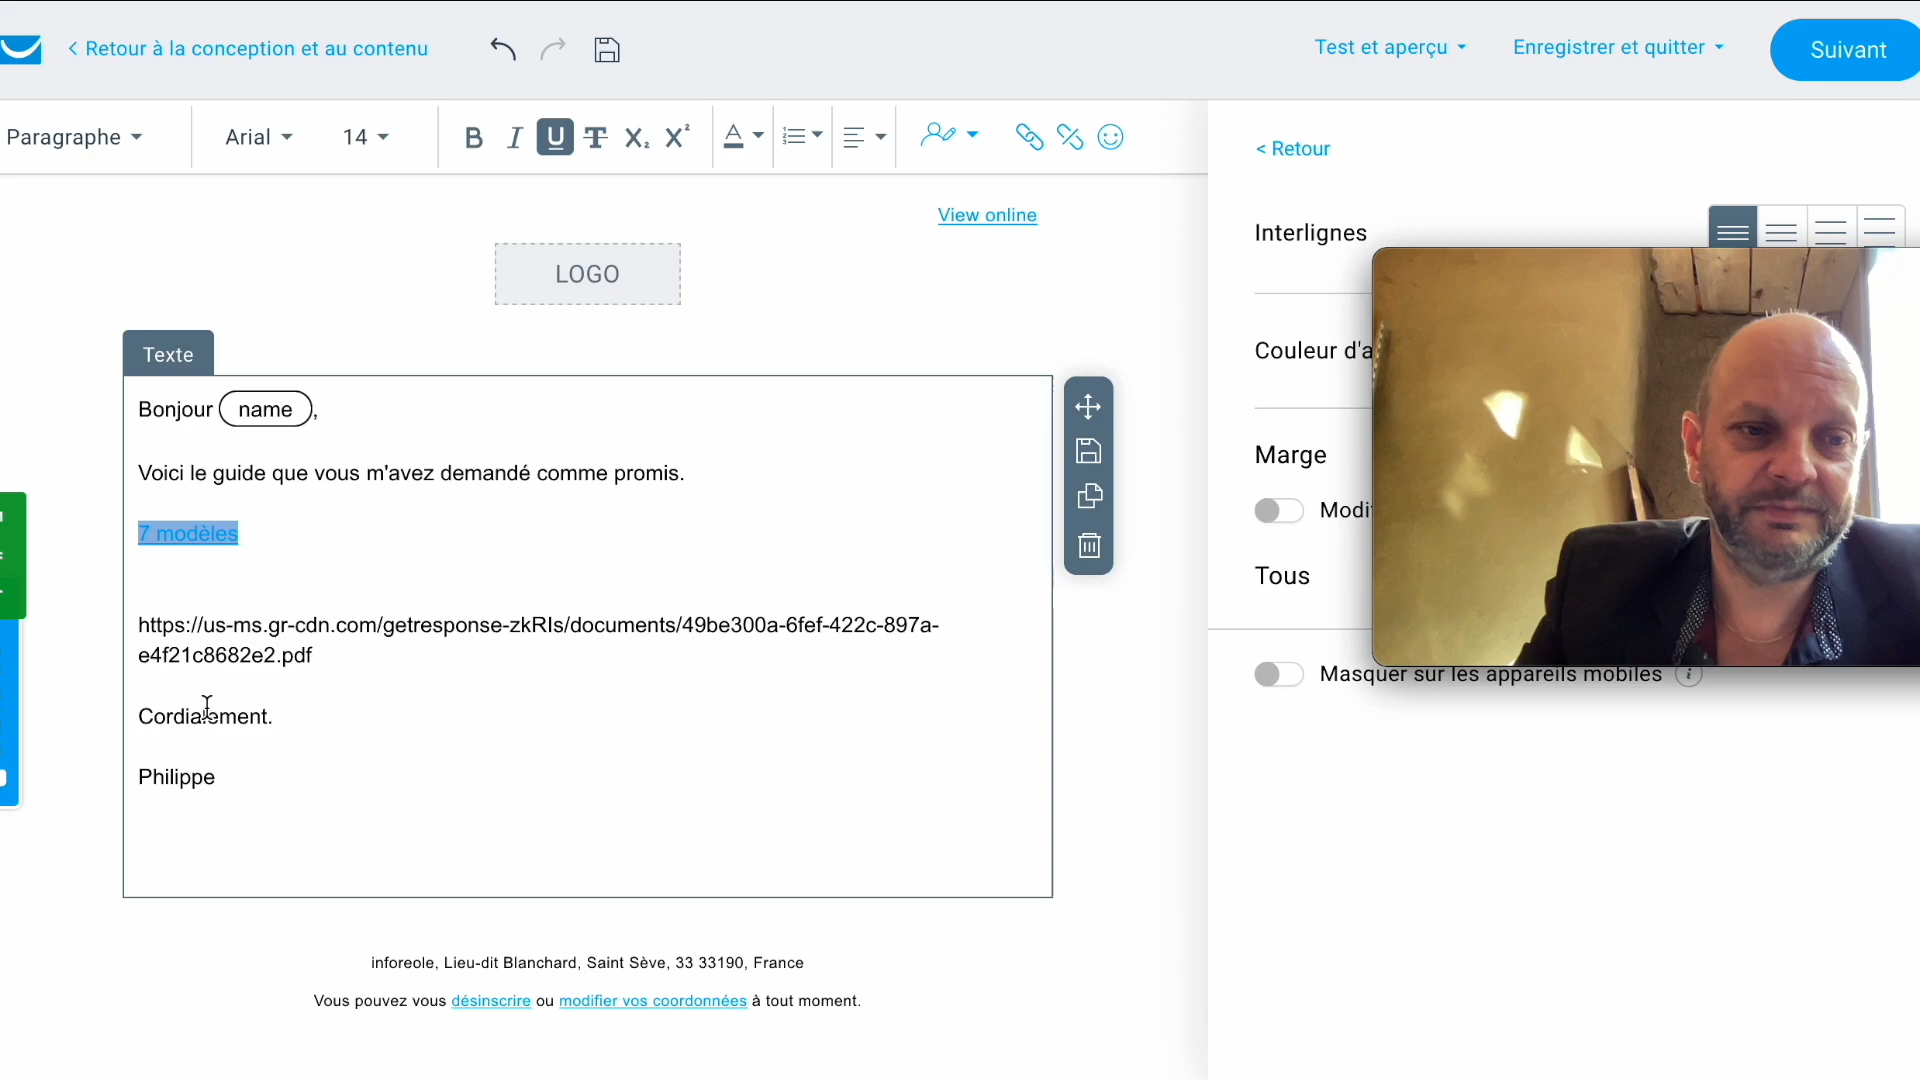 < Retour à la conception et au contenu
Test et aperçu
Enregistrer et quitter
Suivant
Paragraphe
Arial
14
B I U T X₂ X²
A
< Retour
View online
Interlignes
LOGO
Texte
Couleur d'a
Bonjour name,
Marge
Voici le guide que vous m'avez demandé comme promis.
Modi
7 modèles
Tous
https://us-ms.gr-cdn.com/getresponse-zkRIs/documents/49be300a-6fef-422c-897a-
e4f21c8682e2.pdf
Masquer sur les appareils mobiles i
Cordialement.
Philippe
inforeole, Lieu-dit Blanchard, Saint Sève, 33 33190, France
Vous pouvez vous désinscrire ou modifier vos coordonnées à tout moment.